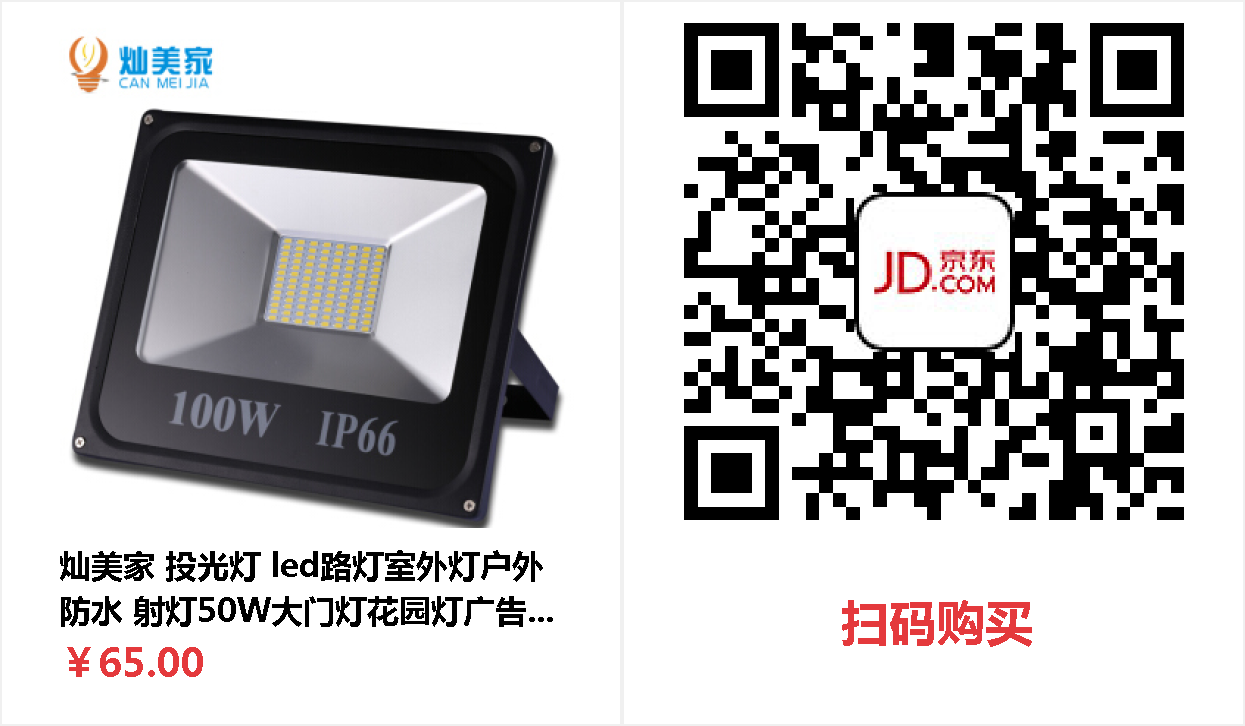 灿美家
CAN MEI JIA
100W IP66
灿美家 投光灯 led路灯室外灯户外
防水 射灯50W大门灯花园灯广告...
￥65.00
JD.京东
.COM
扫码购买